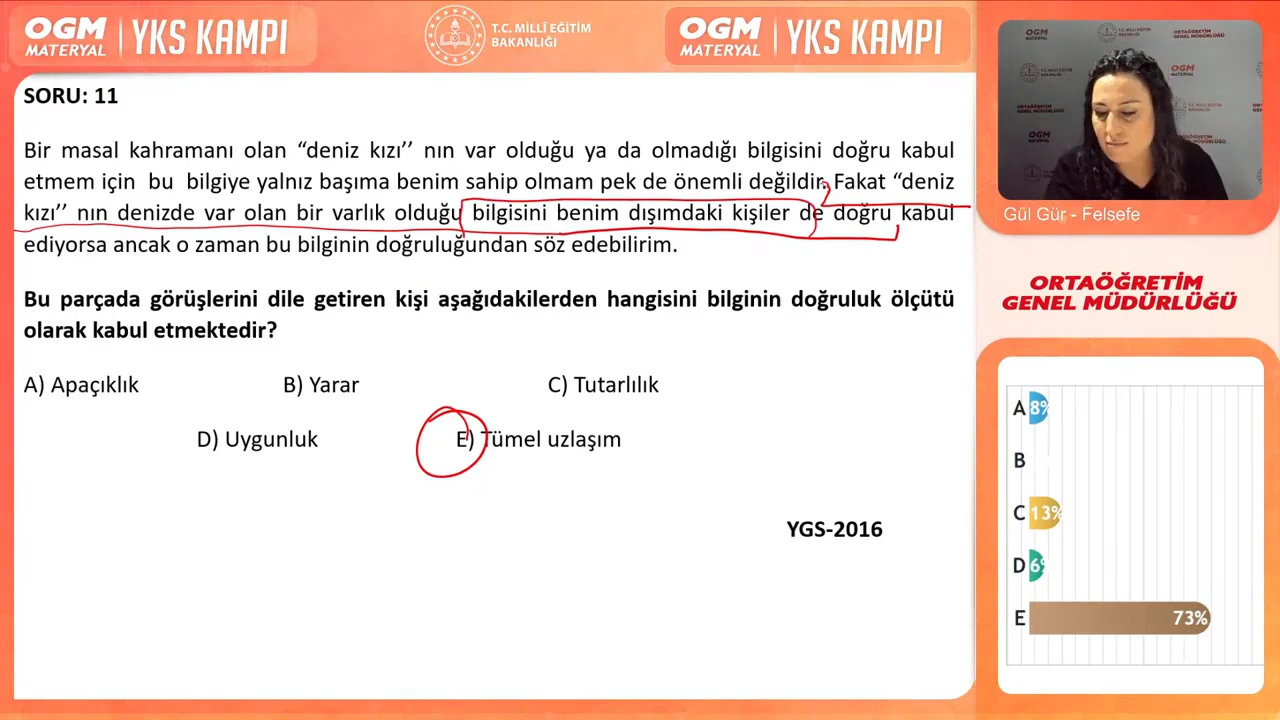 OGM
MATERYAL
YKS KAMPI
T.C. MİLLÎ EĞİTİM
BAKANLIĞI
OGM
MATERYAL
YKS KAMPI
SORU: 11
Bir masal kahramanı olan “deniz kızı’’ nın var olduğu ya da olmadığı bilgisini doğru kabul
etmem için bu bilgiye yalnız başıma benim sahip olmam pek de önemli değildir. Fakat “deniz
kızı’’ nın denizde var olan bir varlık olduğu bilgisini benim dışımdaki kişiler de doğru kabul
ediyorsa ancak o zaman bu bilginin doğruluğundan söz edebilirim.
Bu parçada görüşlerini dile getiren kişi aşağıdakilerden hangisini bilginin doğruluk ölçütü
olarak kabul etmektedir?
A) Apaçıklık B) Yarar C) Tutarlılık
D) Uygunluk E) Tümel uzlaşım
YGS-2016
Gül Gür - Felsefe
ORTAÖĞRETİM
GENEL MÜDÜRLÜĞÜ
A 8%
B
C 13%
D 6%
E 73%